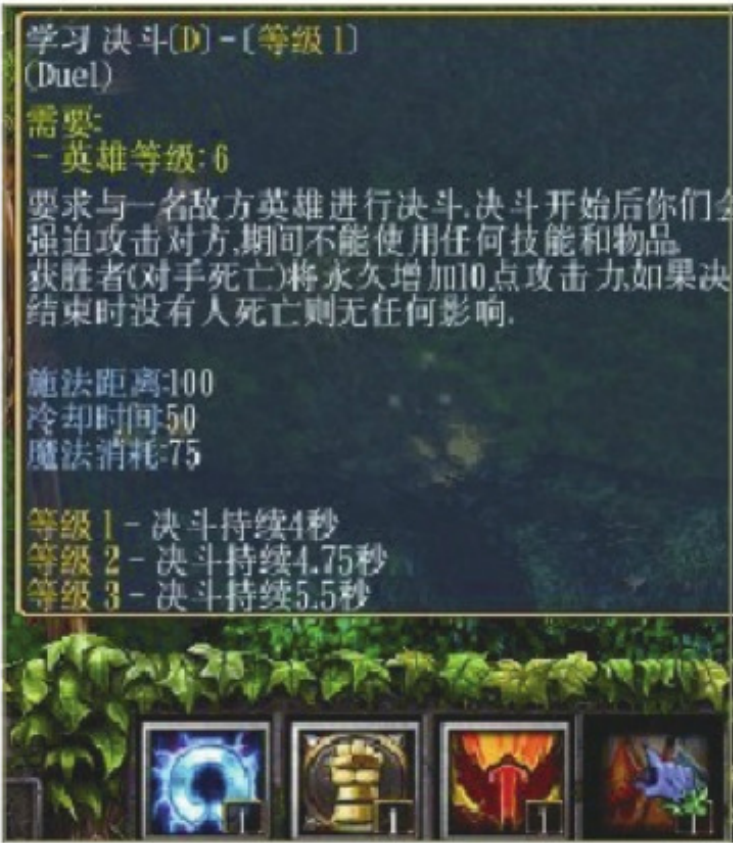 学习 决斗[D] - [等级 1]
(Duel)
需要:
- 英雄等级: 6
要求与一名敌方英雄进行决斗.决斗开始后你们会
强迫攻击对方,期间不能使用任何技能和物品.
获胜者(对手死亡)将永久增加10点攻击力,如果决
结束时没有人死亡则无任何影响.
施法距离:100
冷却时间:50
魔法消耗:75
等级 1 - 决斗持续4秒
等级 2 - 决斗持续4.75秒
等级 3 - 决斗持续5.5秒
1 1 1 1